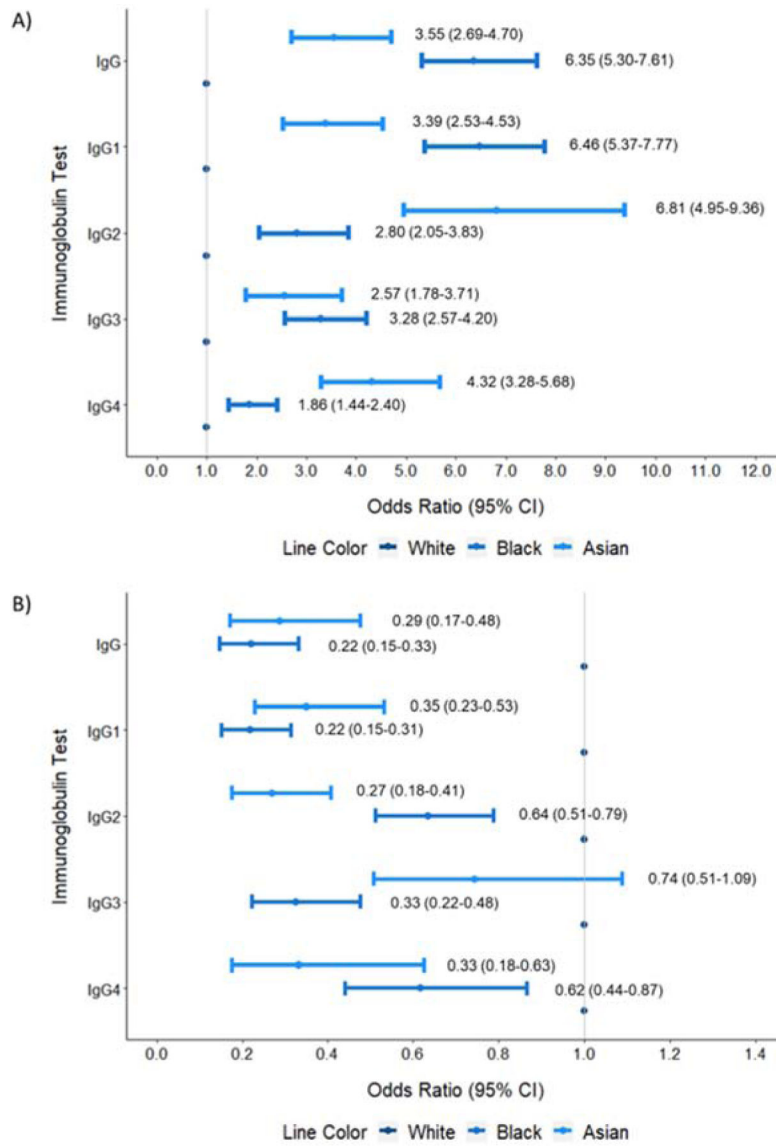 A)
Immunoglobulin Test
IgG
3.55 (2.69-4.70)
6.35 (5.30-7.61)
IgG1
3.39 (2.53-4.53)
6.46 (5.37-7.77)
IgG2
6.81 (4.95-9.36)
2.80 (2.05-3.83)
IgG3
2.57 (1.78-3.71)
3.28 (2.57-4.20)
IgG4
4.32 (3.28-5.68)
1.86 (1.44-2.40)
0.0 1.0 2.0 3.0 4.0 5.0 6.0 7.0 8.0 9.0 10.0 11.0 12.0
Odds Ratio (95% CI)
Line Color White Black Asian
B)
Immunoglobulin Test
IgG
0.29 (0.17-0.48)
0.22 (0.15-0.33)
IgG1
0.35 (0.23-0.53)
0.22 (0.15-0.31)
IgG2
0.27 (0.18-0.41)
0.64 (0.51-0.79)
IgG3
0.74 (0.51-1.09)
0.33 (0.22-0.48)
IgG4
0.33 (0.18-0.63)
0.62 (0.44-0.87)
0.0 0.2 0.4 0.6 0.8 1.0 1.2 1.4
Odds Ratio (95% CI)
Line Color White Black Asian